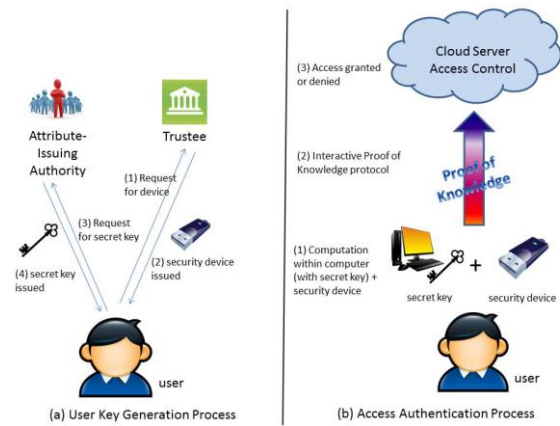 Attribute-
Issuing
Authority
Trustee
(1) Request
for device
(3) Request
for secret key
(2) security device
issued
(4) secret key
issued
user
(a) User Key Generation Process
Cloud Server
Access Control
(3) Access granted
or denied
(2) Interactive Proof of
Knowledge protocol
Proof of
Knowledge
(1) Computation
within computer
(with secret key) +
security device
+
secret key
security device
user
(b) Access Authentication Process